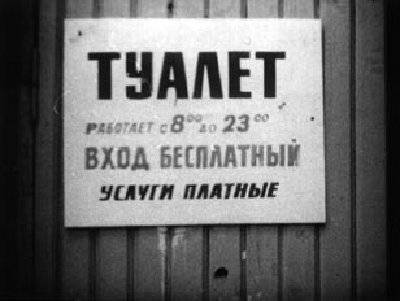 ТУАЛЕТ
РАБОТАЕТ с 8⁰⁰ ДО 23⁰⁰
ВХОД БЕСПЛАТНЫЙ
УСЛУГИ ПЛАТНЫЕ